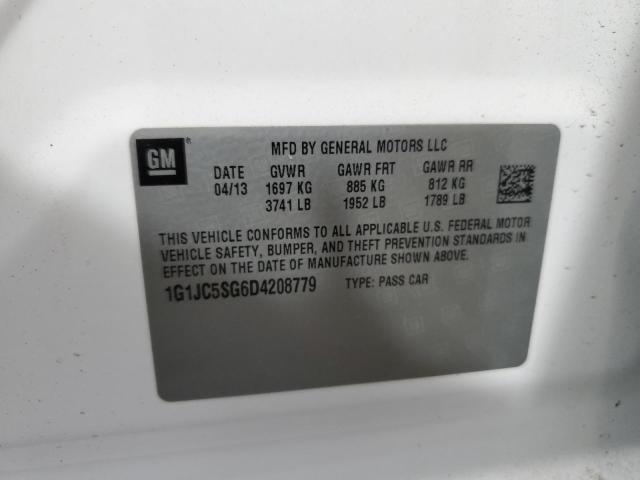 GM
MFD BY GENERAL MOTORS LLC
DATE GVWR GAWR FRT GAWR RR
04/13 1697 KG 885 KG 812 KG
3741 LB 1952 LB 1789 LB
THIS VEHICLE CONFORMS TO ALL APPLICABLE U.S. FEDERAL MOTOR
VEHICLE SAFETY, BUMPER, AND THEFT PREVENTION STANDARDS IN
EFFECT ON THE DATE OF MANUFACTURE SHOWN ABOVE.
1G1JC5SG6D4208779 TYPE: PASS CAR